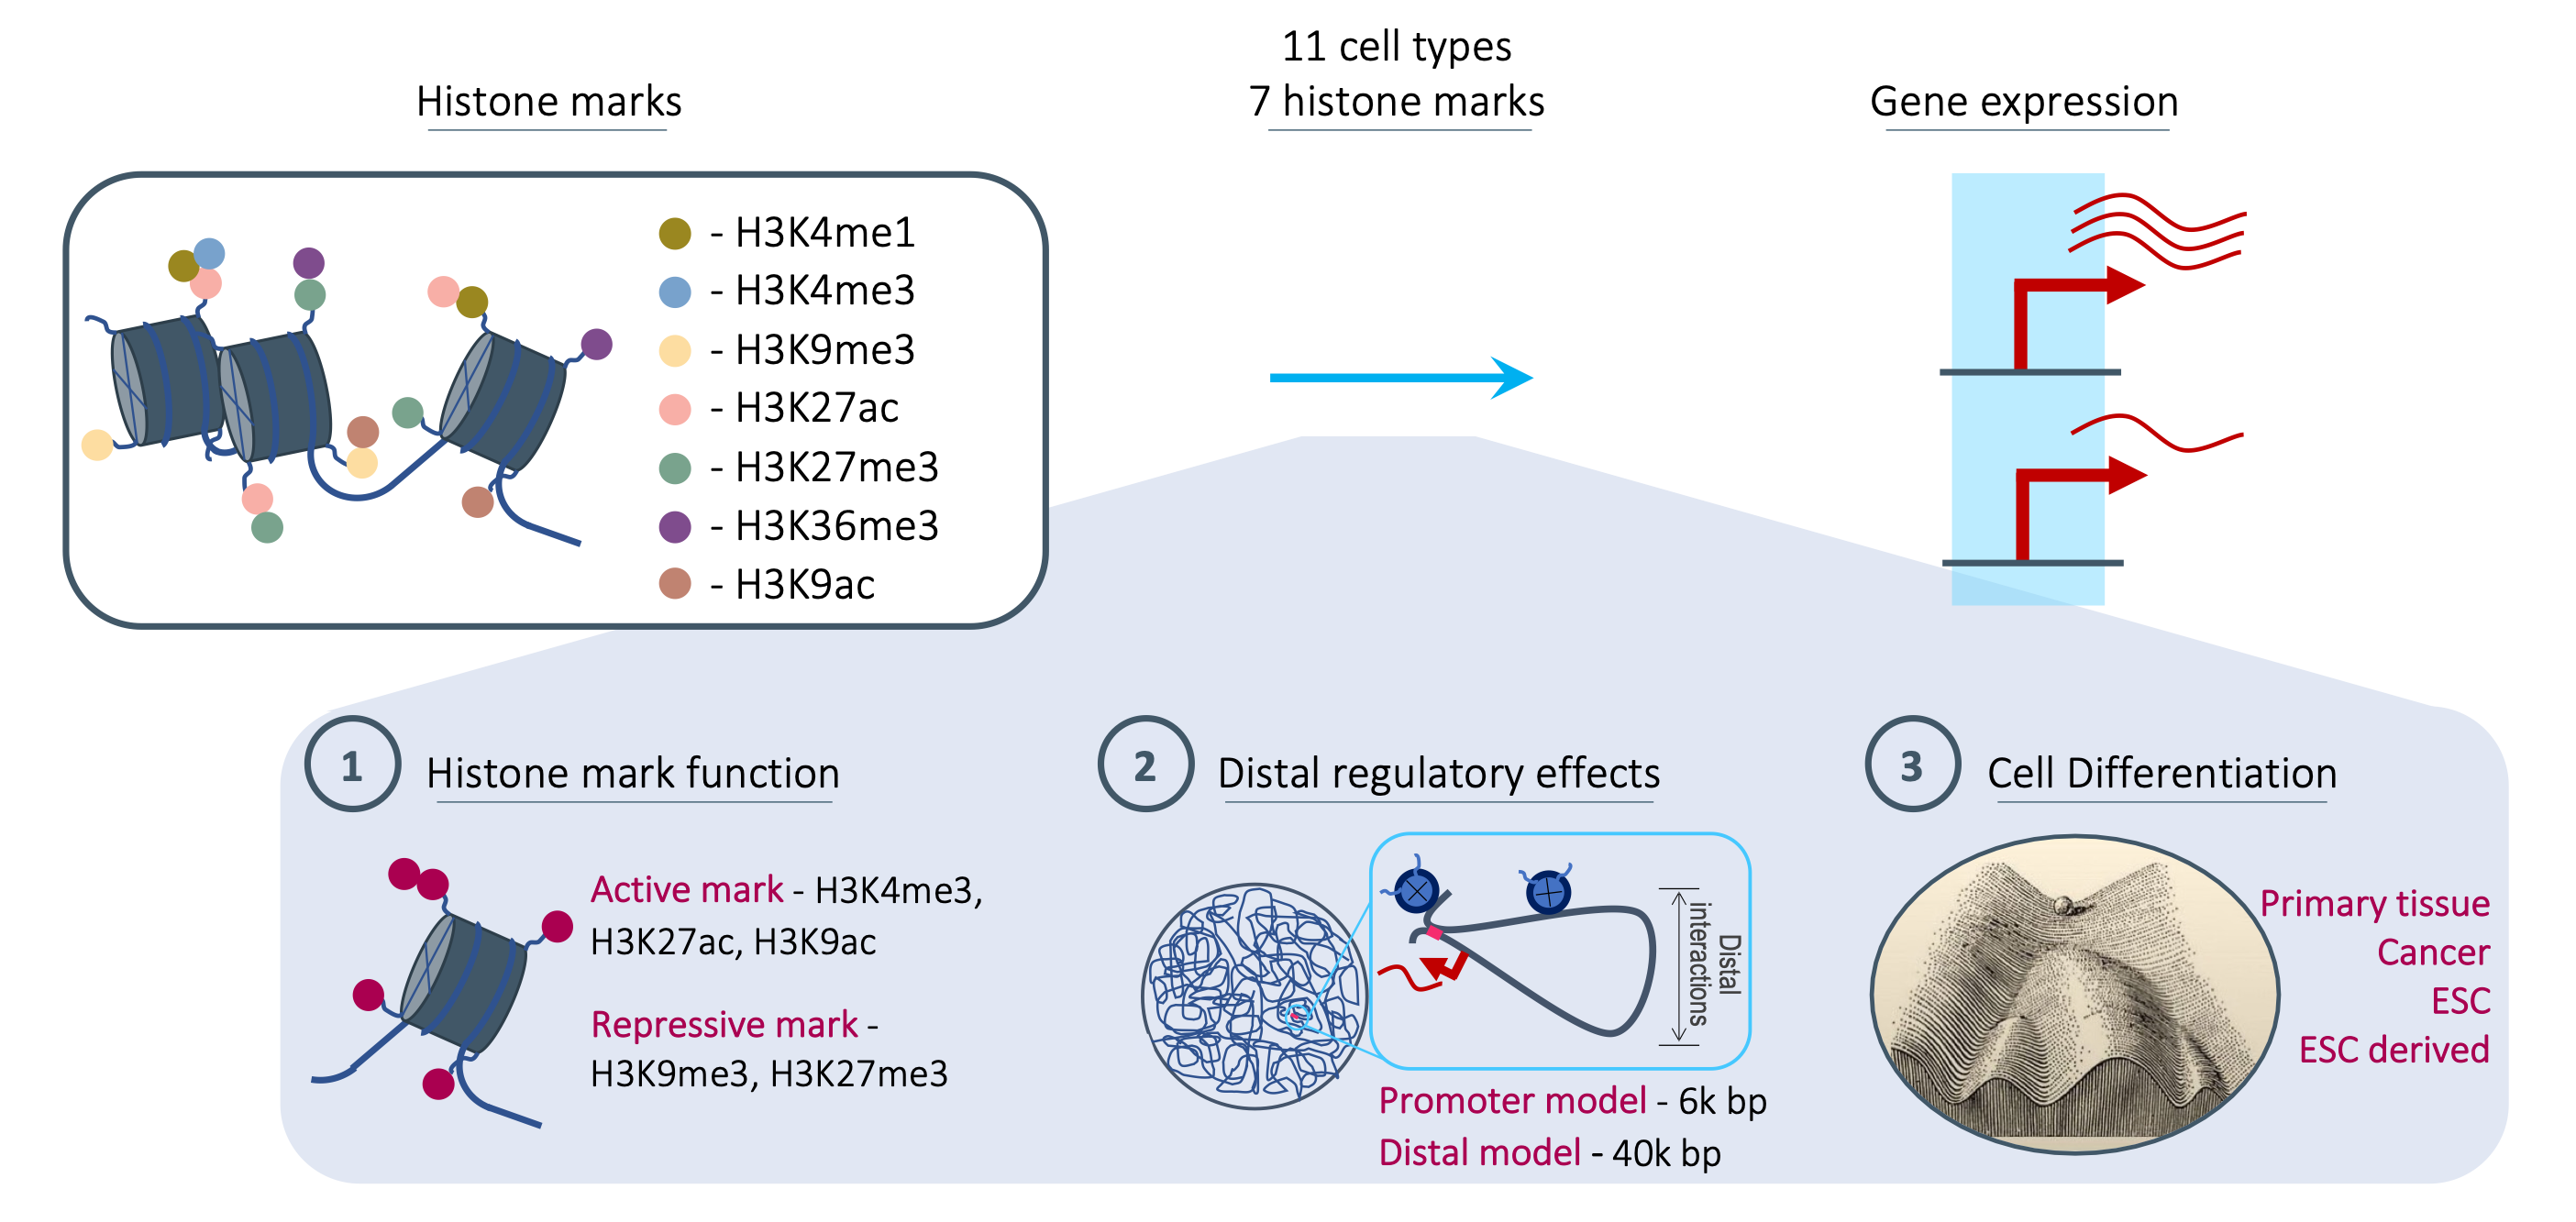 11 cell types
Histone marks
7 histone marks
Gene expression
- H3K4me1
- H3K4me3
- H3K9me3
- H3K27ac
- H3K27me3
- H3K36me3
- H3K9ac
1
Histone mark function
Active mark - H3K4me3,
H3K27ac, H3K9ac
Repressive mark -
H3K9me3, H3K27me3
2
Distal regulatory effects
Distal
interactions
Promoter model - 6k bp
Distal model - 40k bp
3
Cell Differentiation
Primary tissue
Cancer
ESC
ESC derived